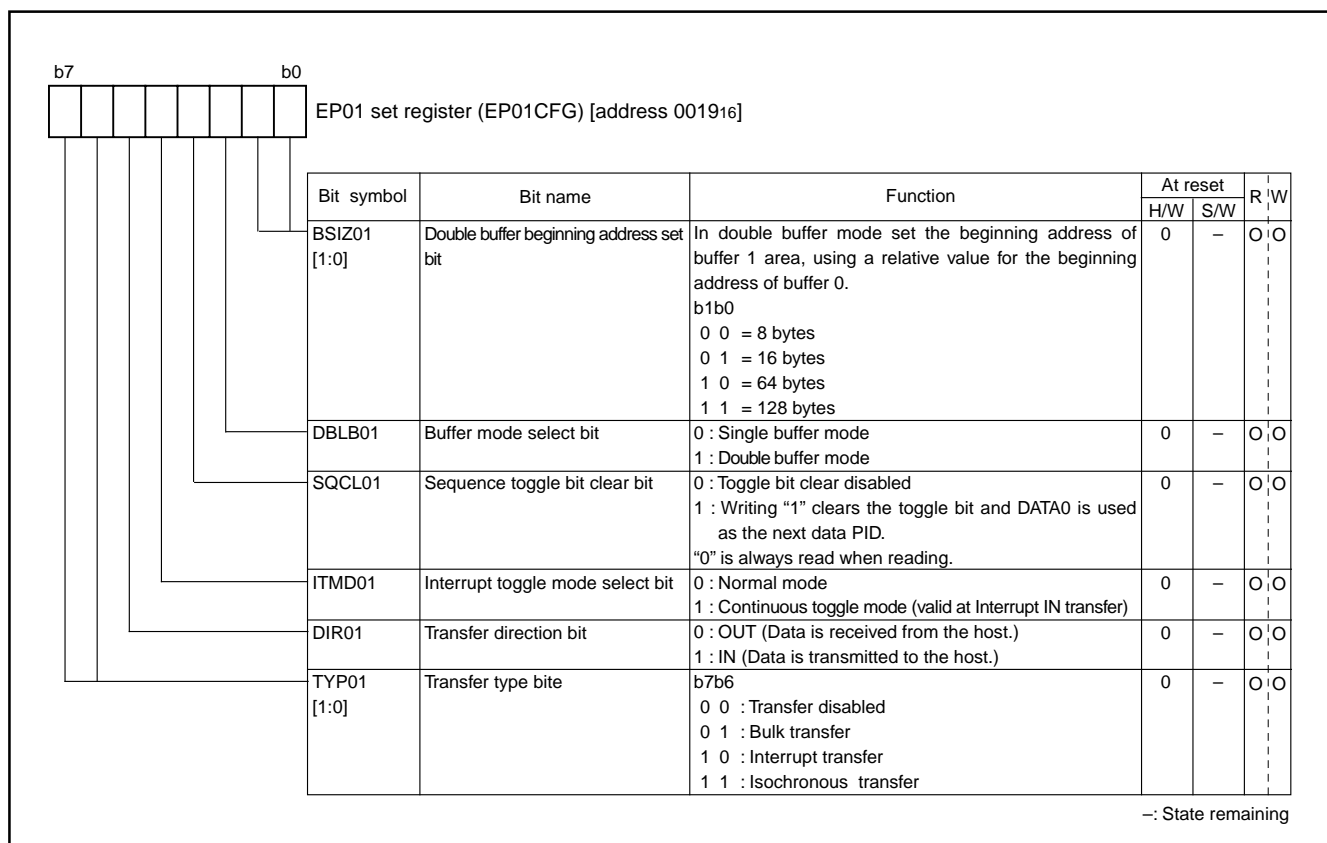 b7 b0
EP01 set register (EP01CFG) [address 001916]
Bit symbol Bit name Function At reset R W
H/W S/W
BSIZ01 Double buffer beginning address set In double buffer mode set the beginning address of 0 – O O
[1:0] bit buffer 1 area, using a relative value for the beginning
address of buffer 0.
b1b0
0 0 = 8 bytes
0 1 = 16 bytes
1 0 = 64 bytes
1 1 = 128 bytes
DBLB01 Buffer mode select bit 0 : Single buffer mode 0 – O O
1 : Double buffer mode
SQCL01 Sequence toggle bit clear bit 0 : Toggle bit clear disabled 0 – O O
1 : Writing “1” clears the toggle bit and DATA0 is used
as the next data PID.
“0” is always read when reading.
ITMD01 Interrupt toggle mode select bit 0 : Normal mode 0 – O O
1 : Continuous toggle mode (valid at Interrupt IN transfer)
DIR01 Transfer direction bit 0 : OUT (Data is received from the host.) 0 – O O
1 : IN (Data is transmitted to the host.)
TYP01 Transfer type bite b7b6 0 – O O
[1:0] 0 0 : Transfer disabled
0 1 : Bulk transfer
1 0 : Interrupt transfer
1 1 : Isochronous transfer
–: State remaining